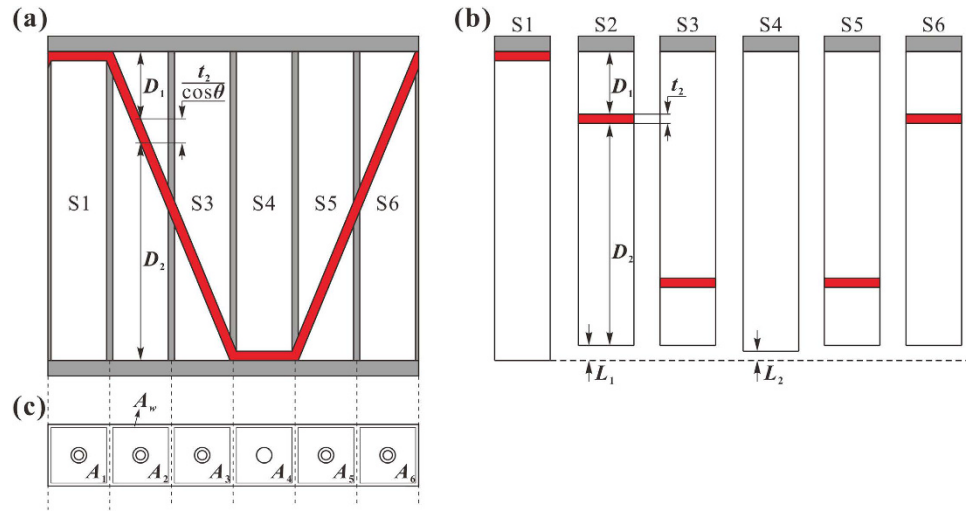 (a)
D₁
t₂
cosθ
S1
S3
S4
S5
S6
D₂
(b)
S1
S2
S3
S4
S5
S6
D₁
t₂
D₂
L₁
L₂
(c)
A_w
A₁
A₂
A₃
A₄
A₅
A₆